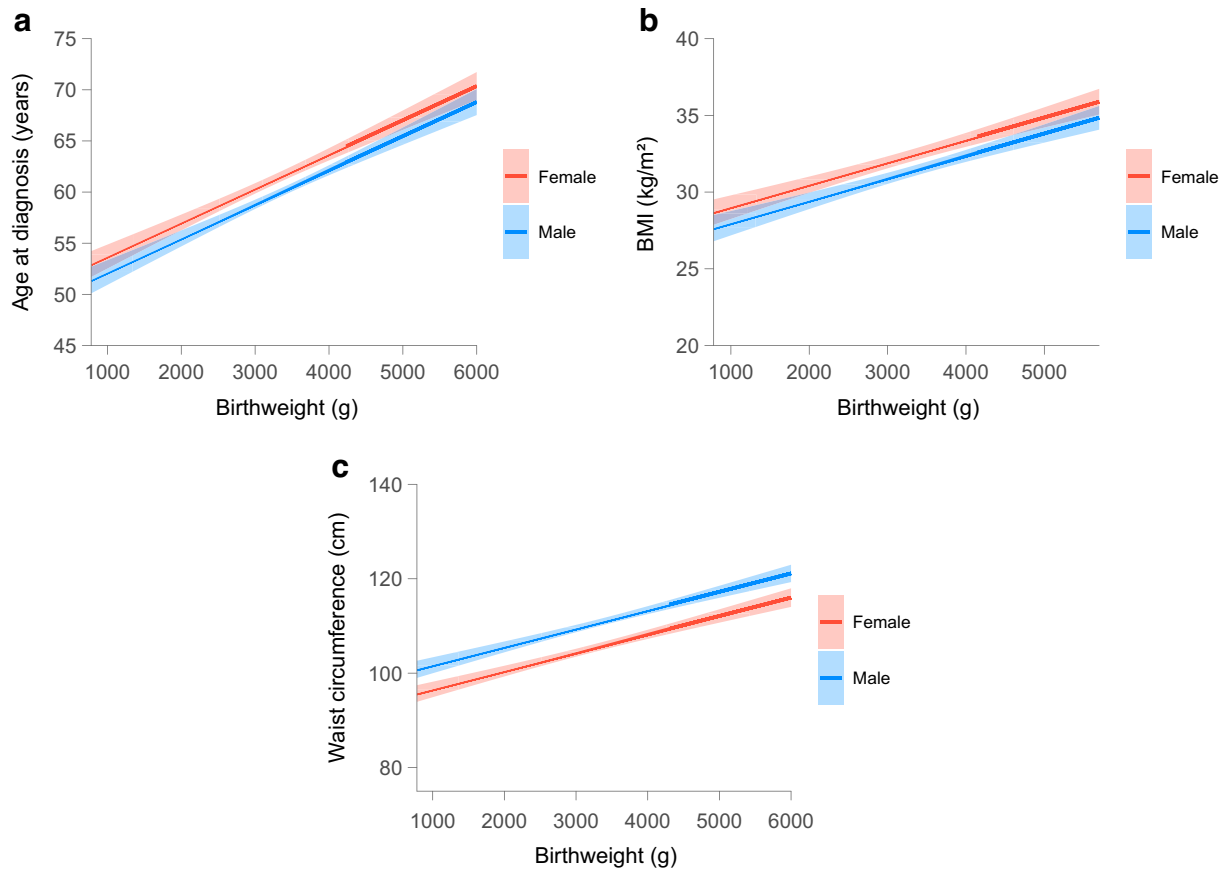 a
75
70
65
60
55
50
45
Age at diagnosis (years)
1000 2000 3000 4000 5000 6000
Birthweight (g)
Female
Male
b
40
35
30
25
20
BMI (kg/m²)
1000 2000 3000 4000 5000
Birthweight (g)
Female
Male
c
140
120
100
80
Waist circumference (cm)
1000 2000 3000 4000 5000 6000
Birthweight (g)
Female
Male